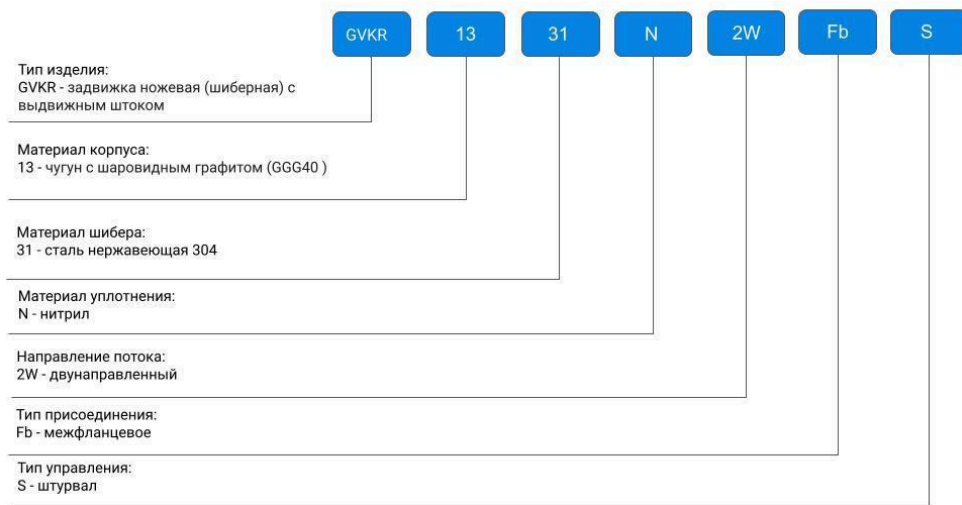 GVKR 13 31 N 2W Fb S
Тип изделия:
GVKR - задвижка ножевая (шиберная) с
выдвижным штоком
Материал корпуса:
13 - чугун с шаровидным графитом (GGG40 )
Материал шибера:
31 - сталь нержавеющая 304
Материал уплотнения:
N - нитрил
Направление потока:
2W - двунаправленный
Тип присоединения:
Fb - межфланцевое
Тип управления:
S - штурвал